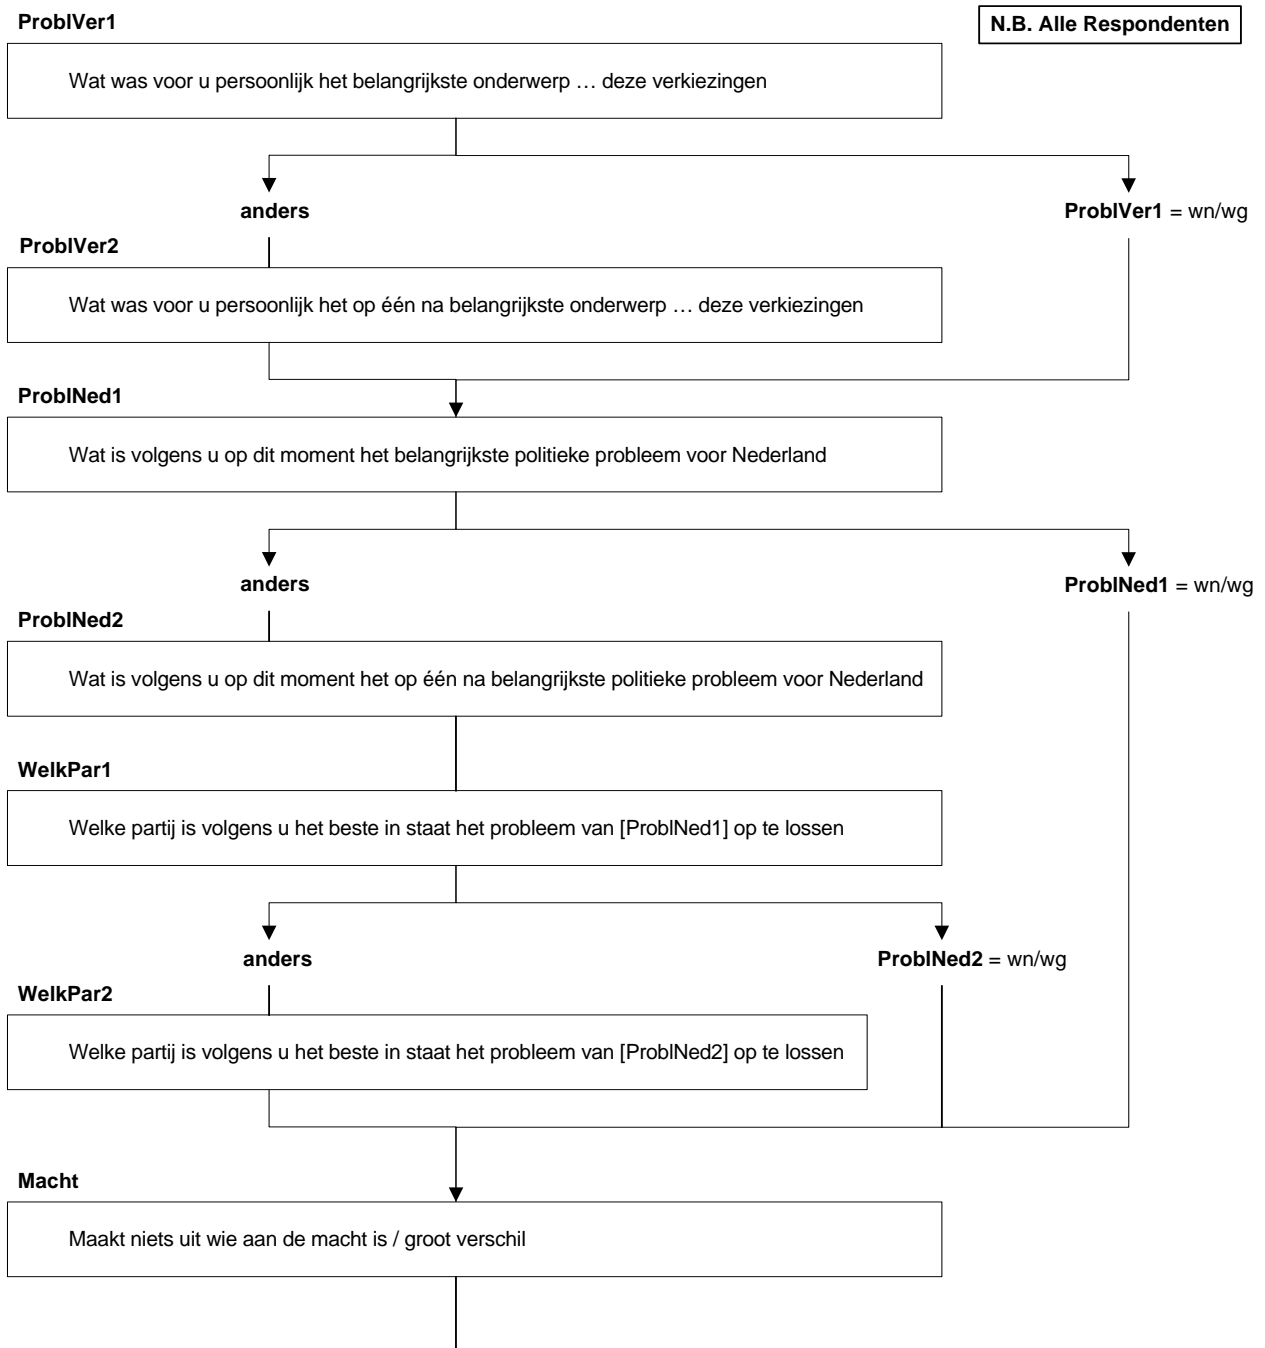 ProblVer1
N.B. Alle Respondenten
Wat was voor u persoonlijk het belangrijkste onderwerp … deze verkiezingen
anders
ProblVer1 = wn/wg
ProblVer2
Wat was voor u persoonlijk het op één na belangrijkste onderwerp … deze verkiezingen
ProblNed1
Wat is volgens u op dit moment het belangrijkste politieke probleem voor Nederland
anders
ProblNed1 = wn/wg
ProblNed2
Wat is volgens u op dit moment het op één na belangrijkste politieke probleem voor Nederland
WelkPar1
Welke partij is volgens u het beste in staat het probleem van [ProblNed1] op te lossen
anders
ProblNed2 = wn/wg
WelkPar2
Welke partij is volgens u het beste in staat het probleem van [ProblNed2] op te lossen
Macht
Maakt niets uit wie aan de macht is / groot verschil